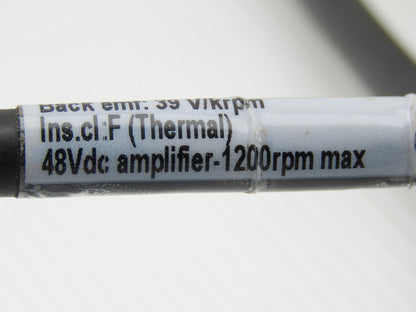 Back emf: 39 V/krpm
Ins.cl:F (Thermal)
48Vdc amplifier-1200rpm max